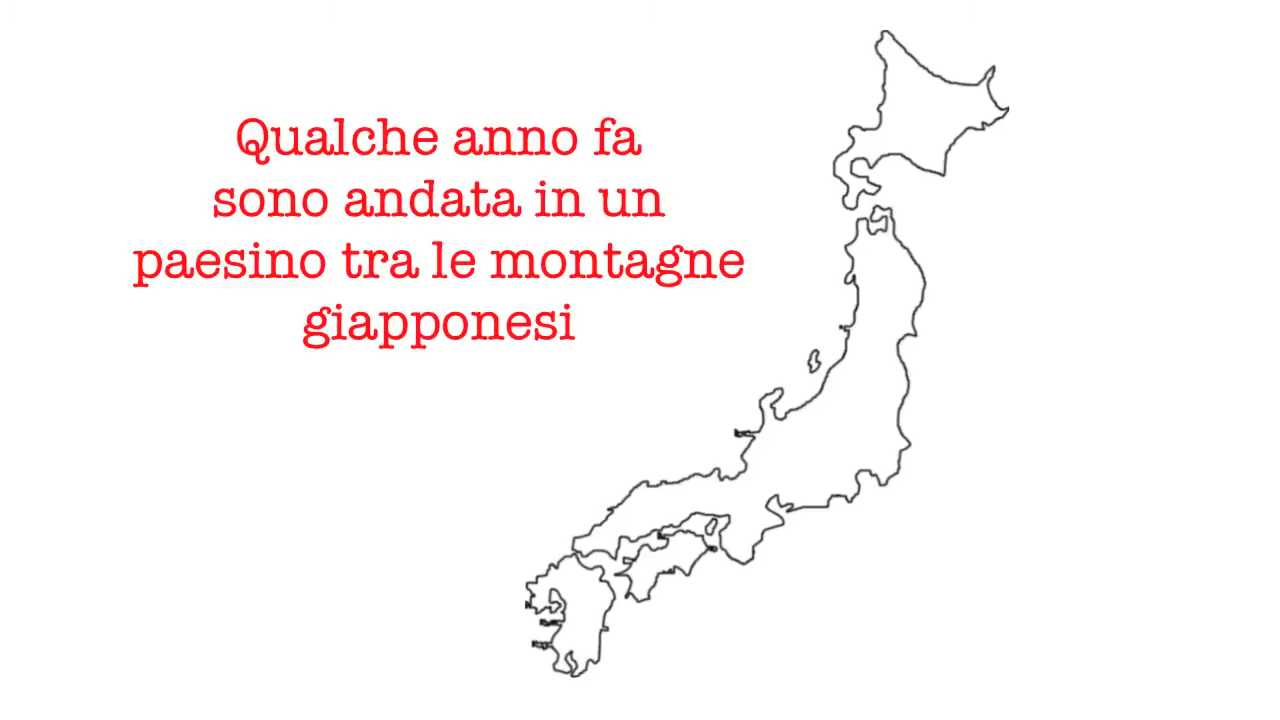 Qualche anno fa
sono andata in un
paesino tra le montagne
giapponesi